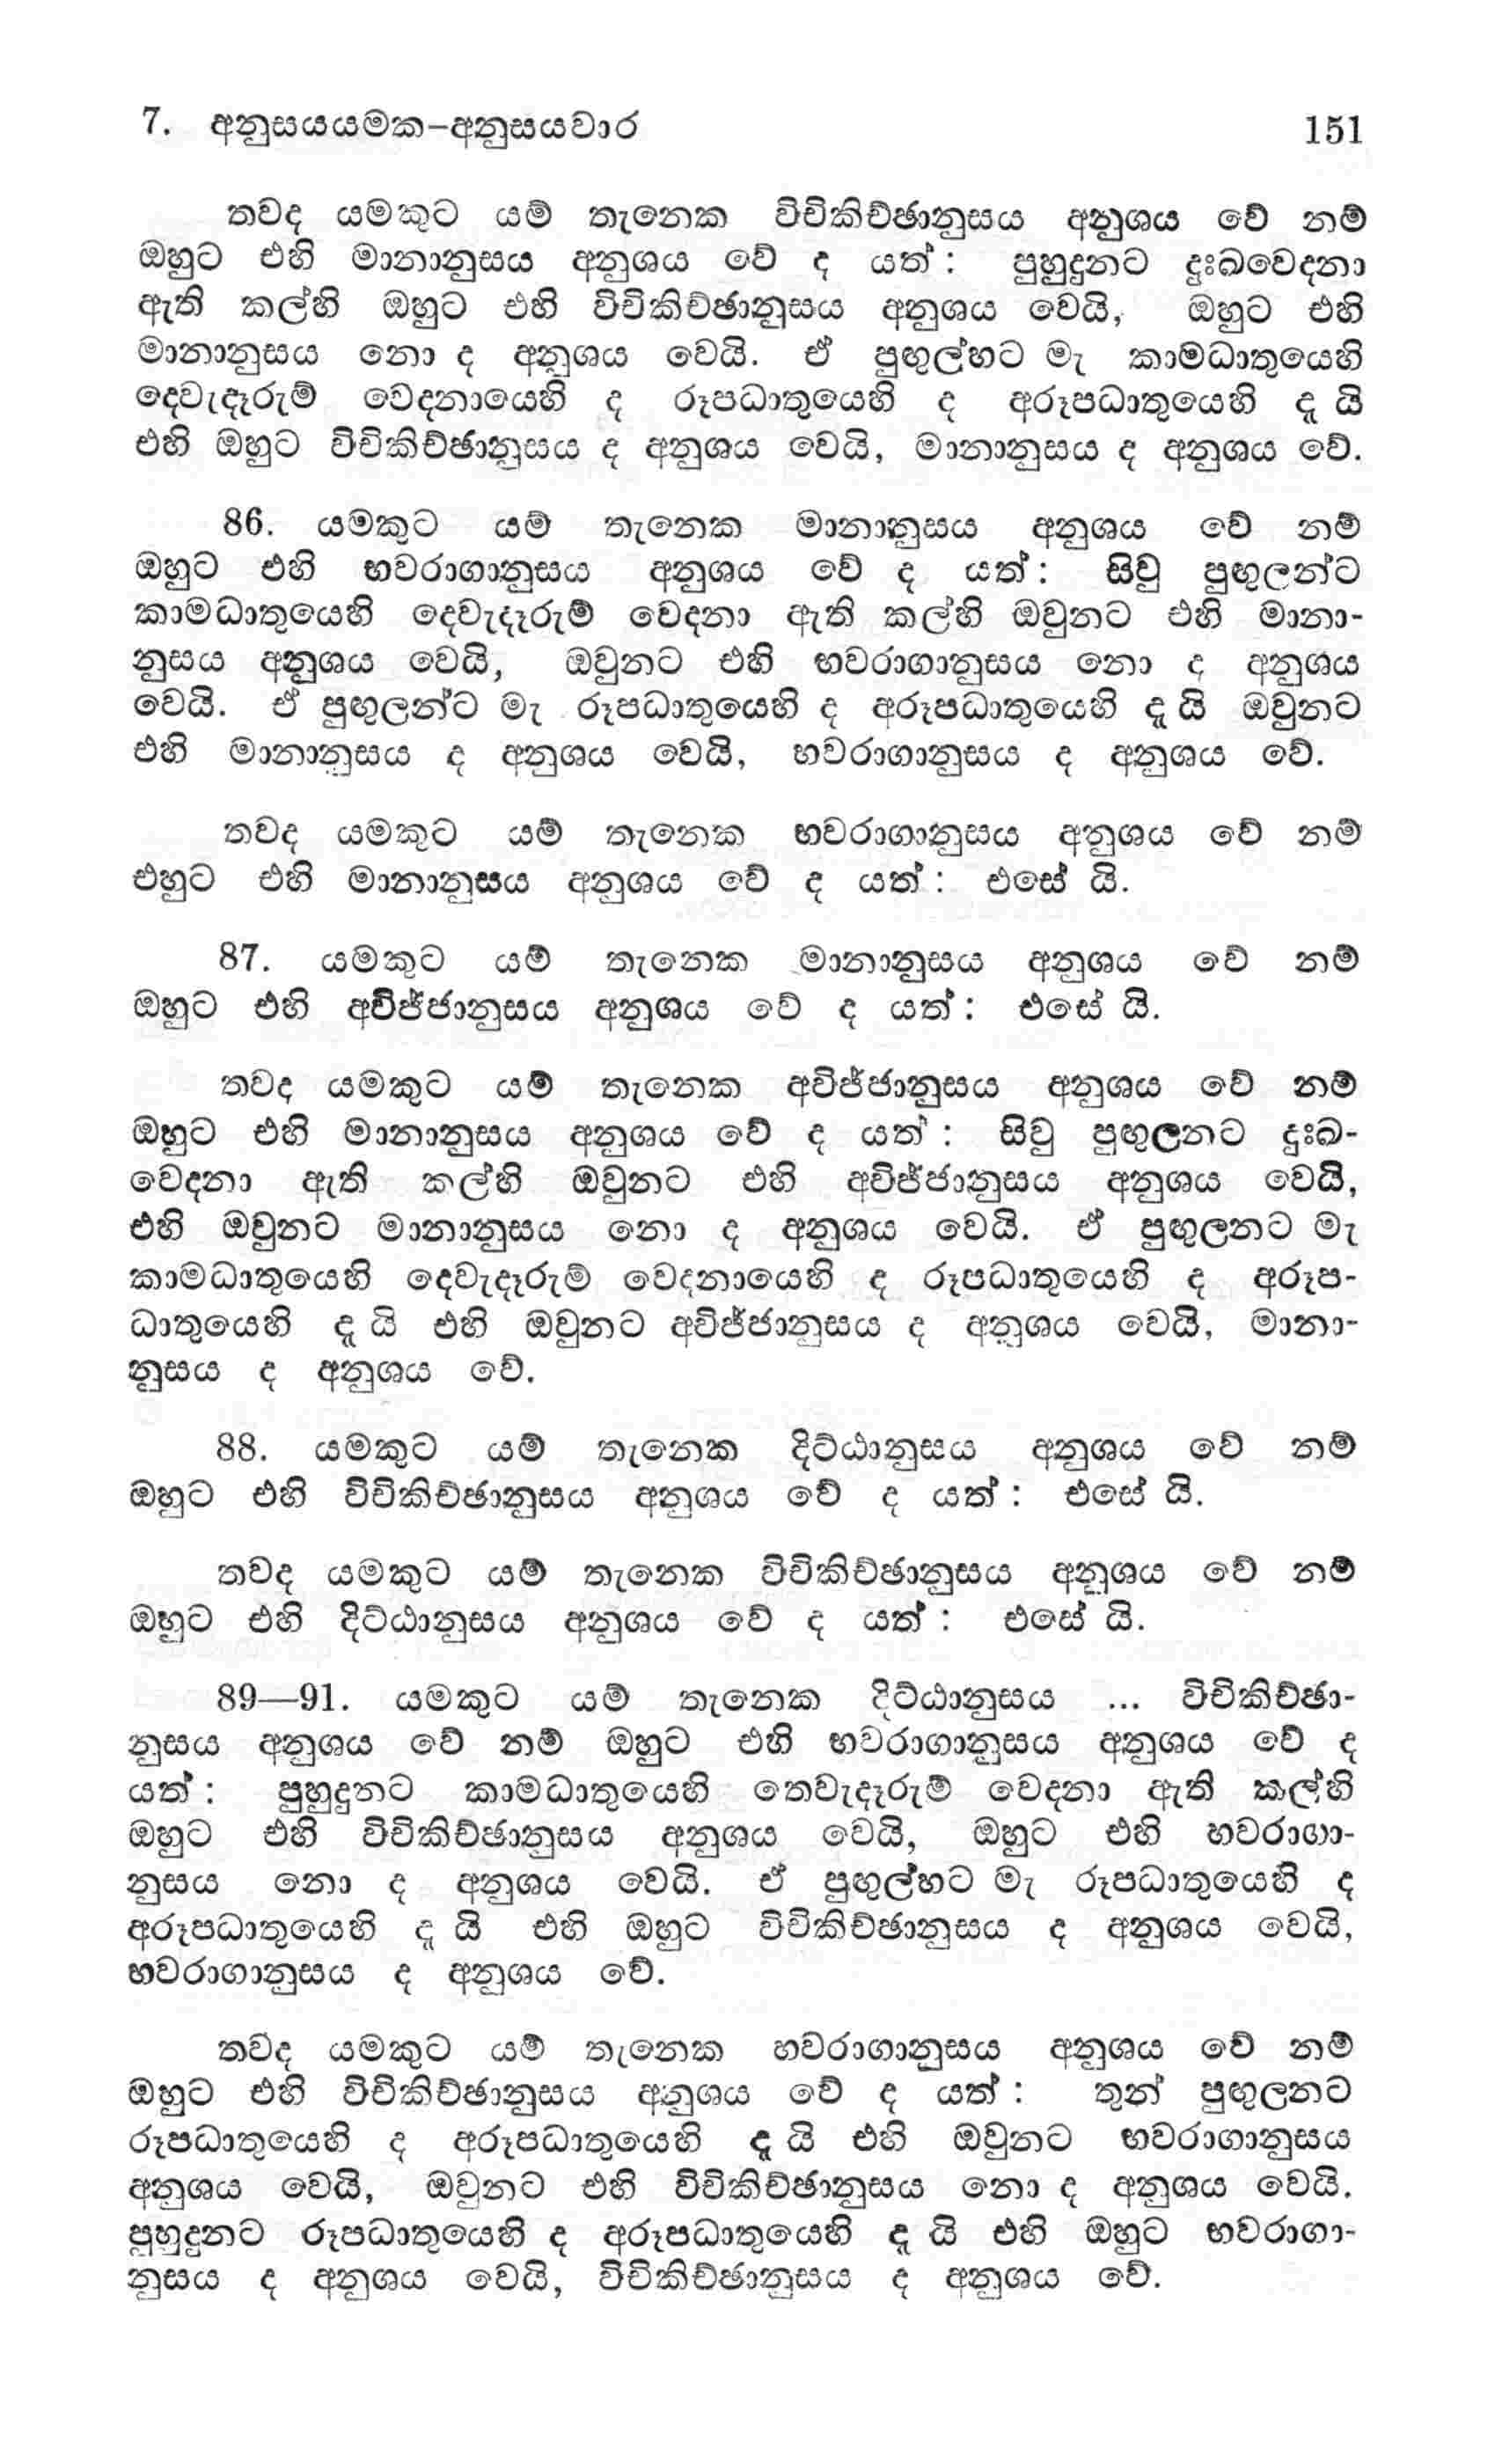 7. අනුසයයමක–අනුසයවාර 151
තවද යමකුට යම් තැනෙක විචිකිච්ඡානුසය අනුශය වේ නම්
ඔහුට එහි මානානුසය අනුශය වේ ද යත්: පුහුදුනට දුඃඛවෙදනා
ඇති කල්හි ඔහුට එහි විචිකිච්ඡානුසය අනුශය වෙයි, ඔහුට එහි
මානානුසය නො ද අනුශය වෙයි. ඒ පුඟුල්හට මැ කාමධාතුයෙහි
දෙවැදෑරුම් වෙදනායෙහි ද රූපධාතුයෙහි ද අරූපධාතුයෙහි දැ යි
එහි ඔහුට විචිකිච්ඡානුසය ද අනුශය වෙයි, මානානුසය ද අනුශය වේ.
86. යමකුට යම් තැනෙක මානානුසය අනුශය වේ නම්
ඔහුට එහි භවරාගානුසය අනුශය වේ ද යත්: සිවු පුඟුලන්ට
කාමධාතුයෙහි දෙවැදෑරුම් වෙදනා ඇති කල්හි ඔවුනට එහි මානා-
නුසය අනුශය වෙයි, ඔවුනට එහි භවරාගානුසය නො ද අනුශය
වෙයි. ඒ පුඟුලන්ට මැ රූපධාතුයෙහි ද අරූපධාතුයෙහි දැ යි ඔවුනට
එහි මානානුසය ද අනුශය වෙයි, භවරාගානුසය ද අනුශය වේ.
තවද යමකුට යම් තැනෙක භවරාගානුසය අනුශය වේ නම්
එහුට එහි මානානුසය අනුශය වේ ද යත්: එසේ යි.
87. යමකුට යම් තැනෙක මානානුසය අනුශය වේ නම්
ඔහුට එහි අවිජ්ජානුසය අනුශය වේ ද යත්: එසේ යි.
තවද යමකුට යම් තැනෙක අවිජ්ජානුසය අනුශය වේ නම්
ඔහුට එහි මානානුසය අනුශය වේ ද යත්: සිවු පුඟුලනට දුඃඛ-
වෙදනා ඇති කල්හි ඔවුනට එහි අවිජ්ජානුසය අනුශය වෙයි,
එහි ඔවුනට මානානුසය නො ද අනුශය වෙයි. ඒ පුඟුලනට මැ
කාමධාතුයෙහි දෙවැදෑරුම් වෙදනායෙහි ද රූපධාතුයෙහි ද අරූප-
ධාතුයෙහි දැ යි එහි ඔවුනට අවිජ්ජානුසය ද අනුශය වෙයි, මානා-
නුසය ද අනුශය වේ.
88. යමකුට යම් තැනෙක දිට්ඨානුසය අනුශය වේ නම්
ඔහුට එහි විචිකිච්ඡානුසය අනුශය වේ ද යත්: එසේ යි.
තවද යමකුට යම් තැනෙක විචිකිච්ඡානුසය අනුශය වේ නම්
ඔහුට එහි දිට්ඨානුසය අනුශය වේ ද යත්: එසේ යි.
89—91. යමකුට යම් තැනෙක දිට්ඨානුසය ... විචිකිච්ඡා-
නුසය අනුශය වේ නම් ඔහුට එහි භවරාගානුසය අනුශය වේ ද
යත්: පුහුදුනට කාමධාතුයෙහි තෙවැදෑරුම් වෙදනා ඇති කල්හි
ඔහුට එහි විචිකිච්ඡානුසය අනුශය වෙයි, ඔහුට එහි භවරාගා-
නුසය නො ද අනුශය වෙයි. ඒ පුඟුල්හට මැ රූපධාතුයෙහි ද
අරූපධාතුයෙහි දැ යි එහි ඔහුට විචිකිච්ඡානුසය ද අනුශය වෙයි,
භවරාගානුසය ද අනුශය වේ.
තවද යමකුට යම් තැනෙක භවරාගානුසය අනුශය වේ නම්
ඔහුට එහි විචිකිච්ඡානුසය අනුශය වේ ද යත්: තුන් පුඟුලනට
රූපධාතුයෙහි ද අරූපධාතුයෙහි දැ යි එහි ඔවුනට භවරාගානුසය
අනුශය වෙයි, ඔවුනට එහි විචිකිච්ඡානුසය නො ද අනුශය වෙයි.
පුහුදුනට රූපධාතුයෙහි ද අරූපධාතුයෙහි දැ යි එහි ඔහුට භවරාගා-
නුසය ද අනුශය වෙයි, විචිකිච්ඡානුසය ද අනුශය වේ.